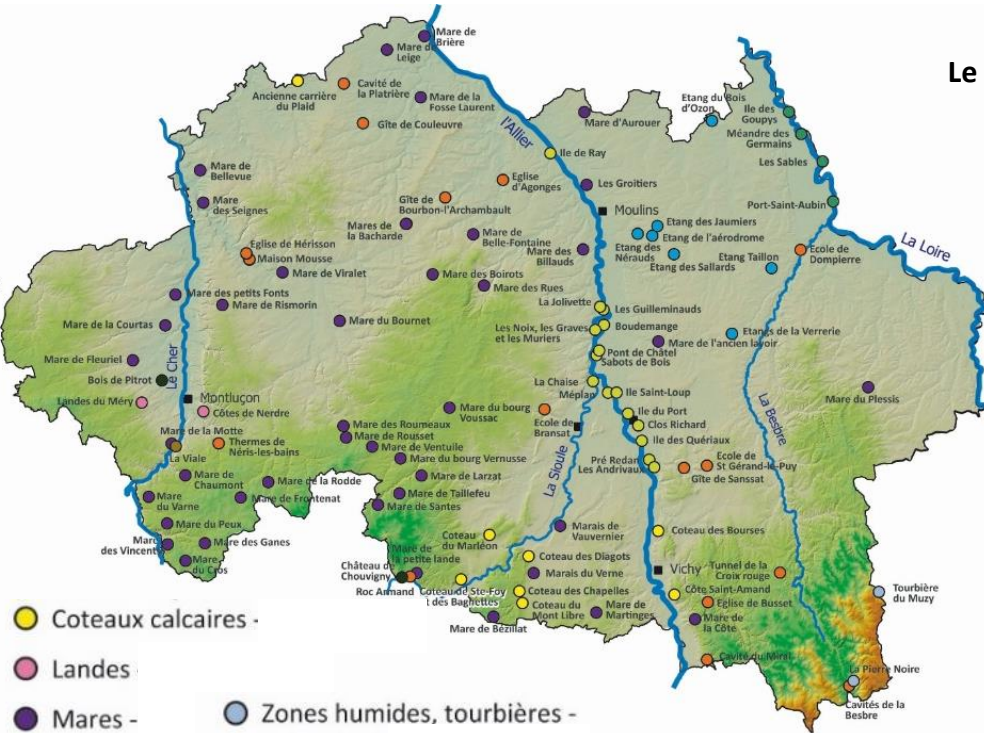 Mare de
Brière
Mare de
Leige
Le
Ancienne carrière
du Plaid
Cavité de
la Platrière
Mare de la
Fosse Laurent
Gîte de Couleuvre
l'Allier
Mare d'Aurouer
Etang du Bois
d'Ozon
Ile des
Goupys
Méandre des
Germains
Les Sables
Port-Saint-Aubin
La Loire
Ile de Ray
Mare de
Bellevue
Mare
des Seignes
Eglise
d'Agonges
Gîte de
Bourbon-l'Archambault
Les Groitiers
Moulins
Mares de
la Bacharde
Mare de
Belle-Fontaine
Mare des
Billauds
Etang des Jaumiers
Etang de l'aérodrome
Etang des
Nérauds
Etang des Sallards
Etang Taillon
Ecole de
Dompierre
Eglise de Hérisson
Maison Mousse
Mare de Viralet
Mare des Boirots
Mare des Rues
Mare des petits Fonts
Mare de Rismorin
Mare du Bournet
La Jolivette
Les Guilleminauds
Les Noix, les Graves
et les Muriers
Boudemange
Mare de l'ancien lavoir
Etangs de la Verrerie
Mare de la Courtas
Mare de Fleuriel
Bois de Pitrot
Landes du Méry
Le Cher
Montluçon
Côtes de Nerdre
Pont de Châtel
Sabots de Bois
La Chaise
Méplap
Ile Saint-Loup
Mare du Plessis
La Besbre
Mare du bourg
Voussac
Ecole de
Bransat
Ile du Port
Clos Richard
Ile des Quériaux
Mare de la Motte
La Viale
Thermes de
Néris-les-bains
Mare des Roumeaux
Mare de Rousset
Mare de Ventuile
Mare du bourg Vernusse
La Sioule
Pré Redan
Les Andrivaux
Ecole de
St Gérand-le-Puy
Gîte de Sanssat
Mare de
Chaumont
Mare de la Rodde
Mare de Larzat
Mare
du Varne
Mare de Frontenat
Mare de Taillefeu
Mare de Santes
Mare du Peux
Mare
des Vincents
Mare des Ganes
Mare
du Cros
Coteau
du Marléon
Marais de
Vauvernier
Coteau des Bourses
Mare de
la petite lande
Château de
Chouvigny
Roc Armand
Coteau de Ste-Foy
et des Baghettes
Coteau des Diagots
Marais du Verne
Coteau des Chapelles
Coteau du
Mont Libre
Mare de
Martinges
Mare de Bézillat
Vichy
Côte Saint-Amand
Tunnel de la
Croix rouge
Eglise de Busset
Mare de
la Côte
Cavité du Mirai
Tourbière
du Muzy
La Pierre Noire
Cavités de la
Besbre
Coteaux calcaires -
Landes -
Mares -
Zones humides, tourbières -